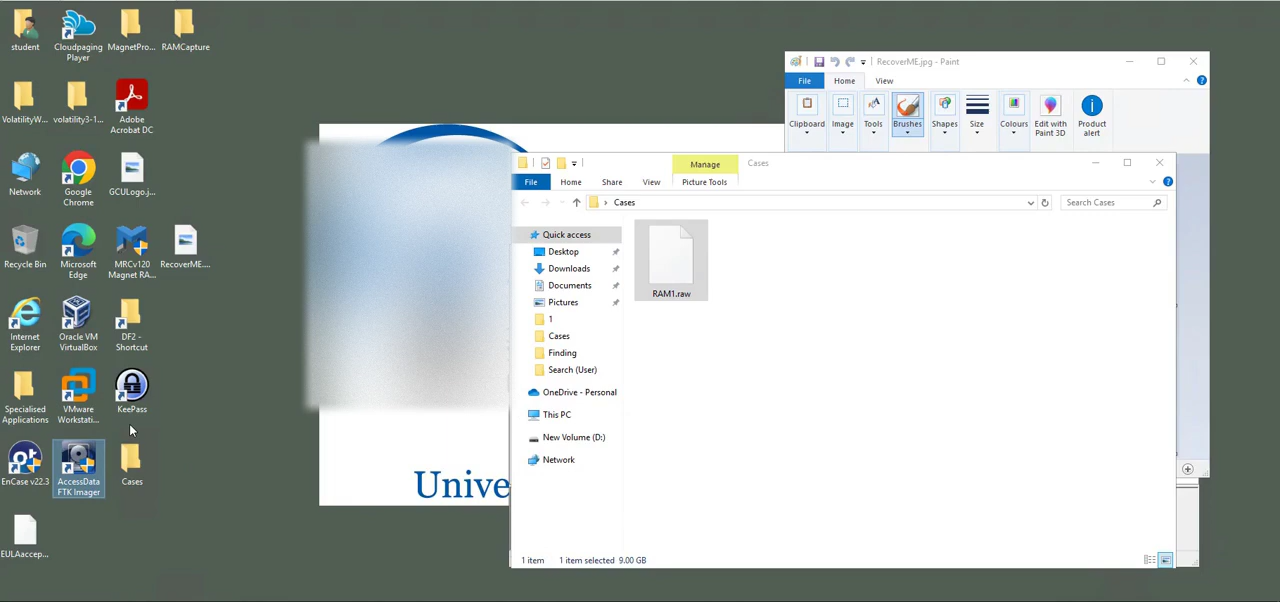 student
Cloudpaging
Player
MagnetPro...
RAMCapture
VolatilityW...
volatility3-1...
Adobe
Acrobat DC
Network
Google
Chrome
GCULogo.j...
Recycle Bin
Microsoft
Edge
MRCv120
Magnet RA...
RecoverME....
Internet
Explorer
Oracle VM
VirtualBox
DF2 -
Shortcut
Specialised
Applications
VMware
Workstati...
KeePass
EnCase v22.3
AccessData
FTK Imager
Cases
EULAaccep...
Unive
RecoverME.jpg - Paint
File
Home
View
Clipboard
Image
Tools
Brushes
Shapes
Size
Colours
Edit with
Paint 3D
Product
alert
Manage
Cases
File
Home
Share
View
Picture Tools
Cases
Search Cases
Quick access
Desktop
Downloads
Documents
Pictures
1
Cases
Finding
Search (User)
OneDrive - Personal
This PC
New Volume (D:)
Network
RAM1.raw
1 item
1 item selected 9.00 GB